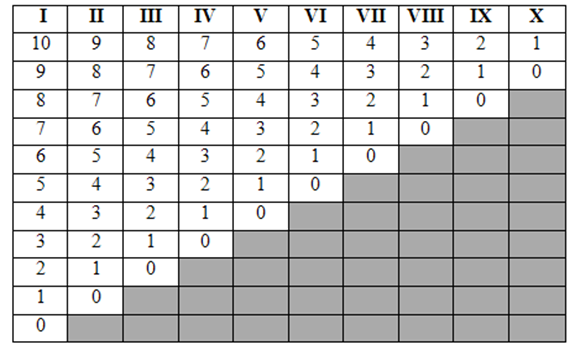 I II III IV V VI VII VIII IX X
10 9 8 7 6 5 4 3 2 1
9 8 7 6 5 4 3 2 1 0
8 7 6 5 4 3 2 1 0
7 6 5 4 3 2 1 0
6 5 4 3 2 1 0
5 4 3 2 1 0
4 3 2 1 0
3 2 1 0
2 1 0
1 0
0